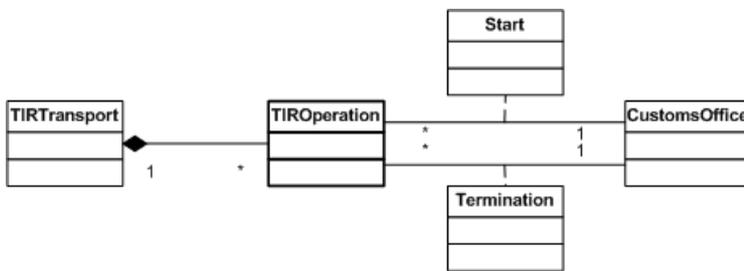 Start
TIRTransport
TIROperation
CustomsOffice
* 1
* 1
1 *
Termination